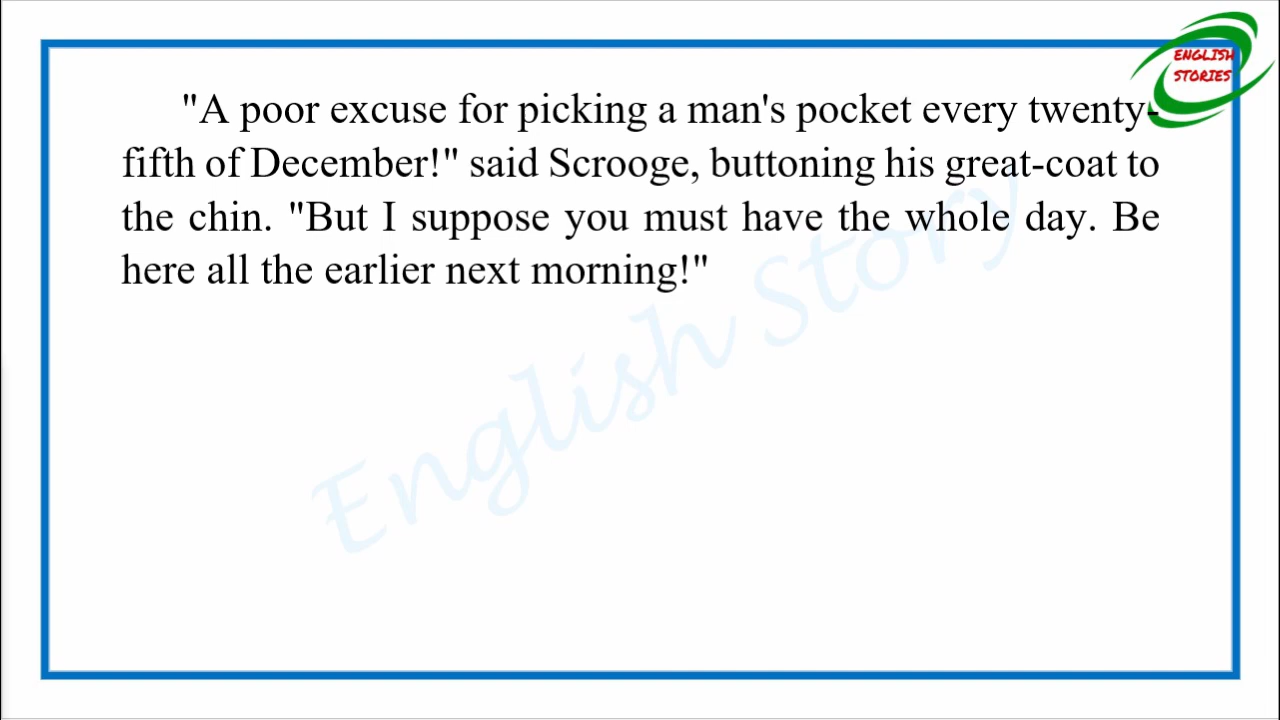 ENGLISH
STORIES
"A poor excuse for picking a man's pocket every twenty-
fifth of December!" said Scrooge, buttoning his great-coat to
the chin. "But I suppose you must have the whole day. Be
here all the earlier next morning!"
English Story